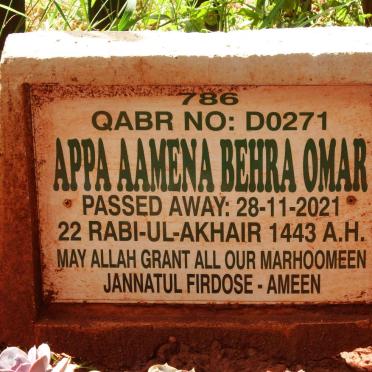 786
QABR NO: D0271
APPA AAMENA BEHRA OMAR
PASSED AWAY: 28-11-2021
22 RABI-UL-AKHAIR 1443 A.H.
MAY ALLAH GRANT ALL OUR MARHOOMEEN
JANNATUL FIRDOSE - AMEEN